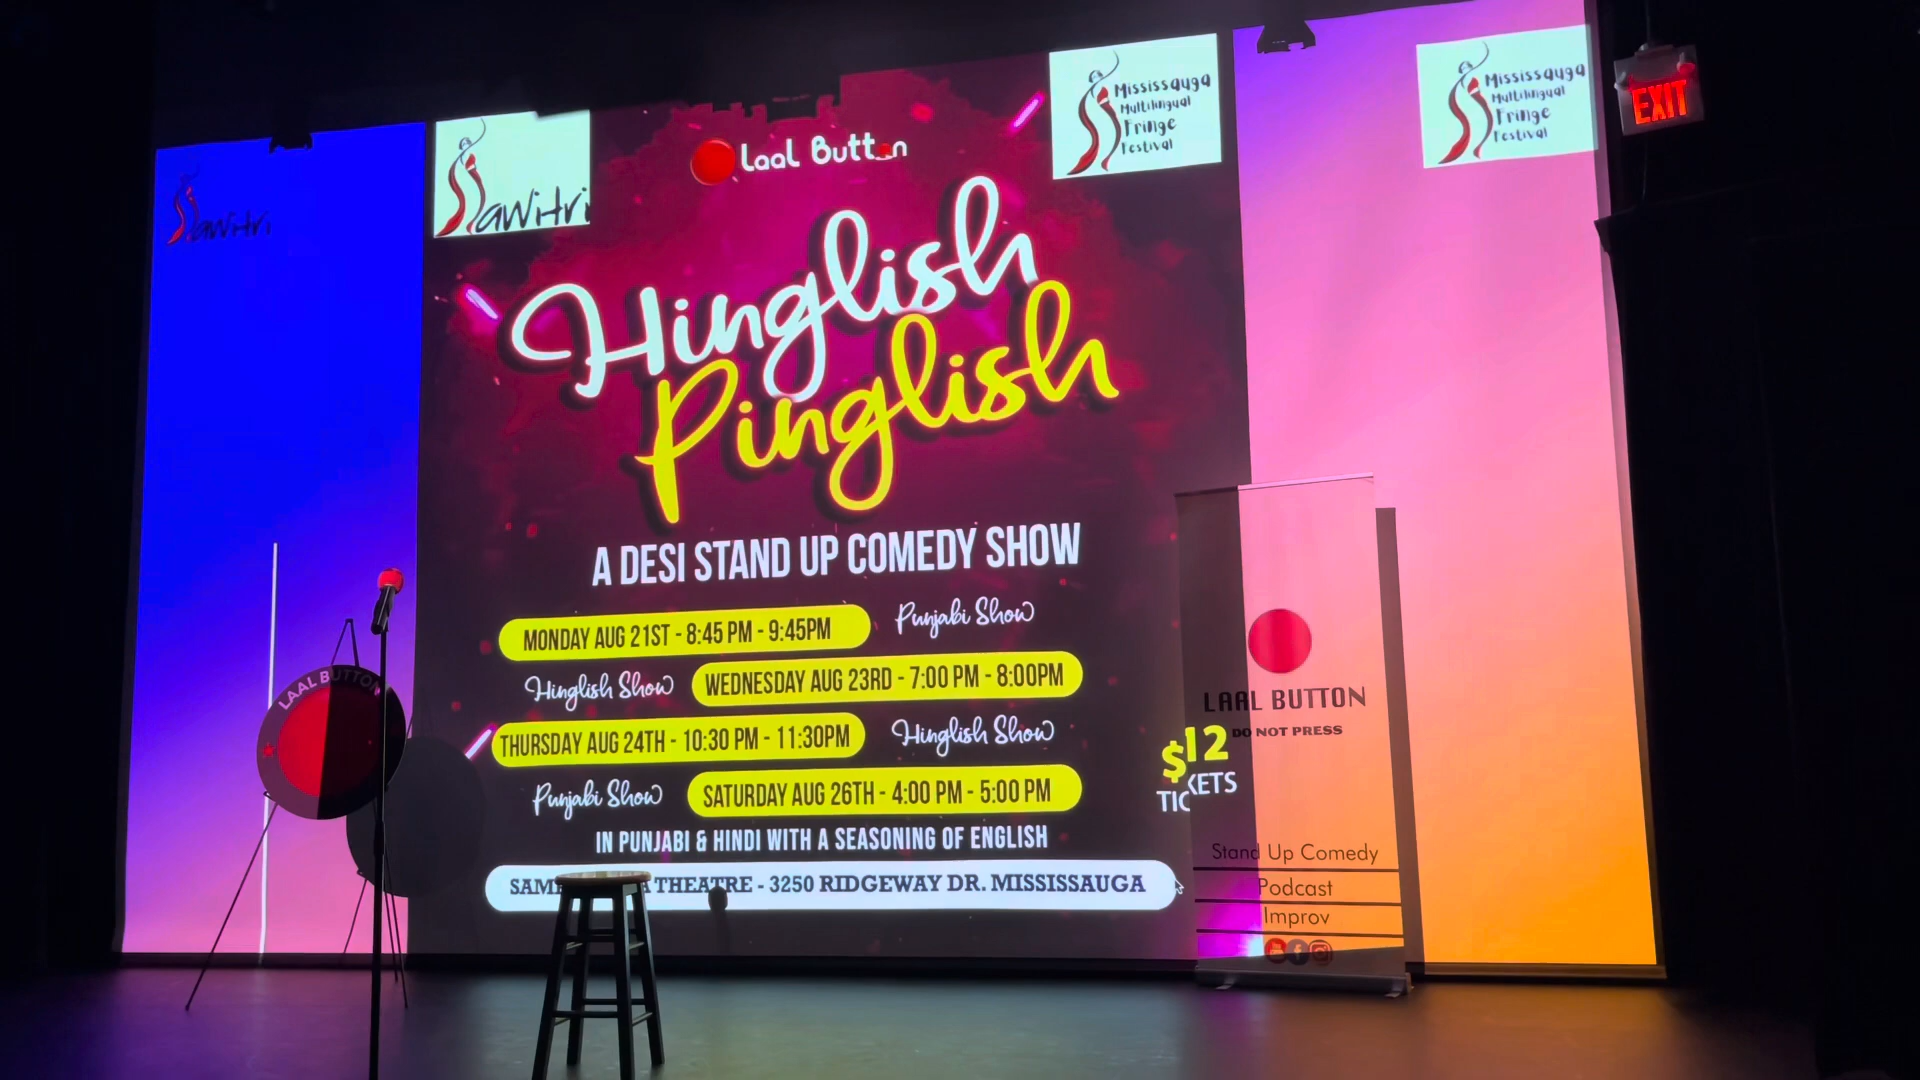 Sawitri
Sawitri
Laal Button
Mississauga
Multilingual
Fringe
Festival
Mississauga
Multilingual
Fringe
Festival
EXIT
Hinglish
Pinglish
A DESI STAND UP COMEDY SHOW
MONDAY AUG 21ST - 8:45 PM - 9:45PM Punjabi Show
Hinglish Show WEDNESDAY AUG 23RD - 7:00 PM - 8:00PM
THURSDAY AUG 24TH - 10:30 PM - 11:30PM Hinglish Show
Punjabi Show SATURDAY AUG 26TH - 4:00 PM - 5:00 PM
IN PUNJABI & HINDI WITH A SEASONING OF ENGLISH
THEATRE - 3250 RIDGEWAY DR. MISSISSAUGA
$12
TICKETS
LAAL BUTTON
LAAL BUTTON
DO NOT PRESS
Stand Up Comedy
Podcast
Improv